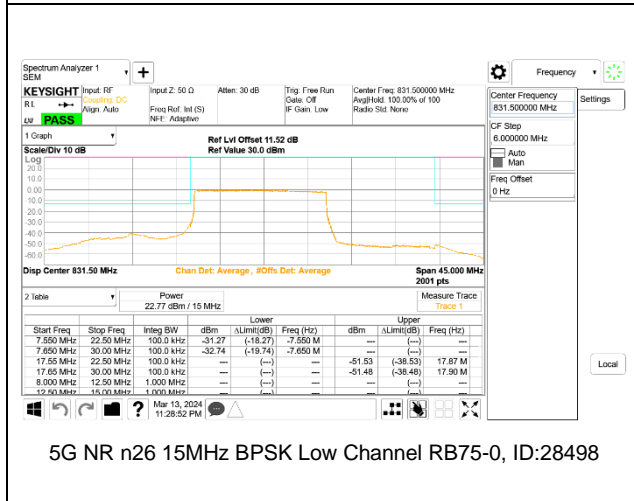 Spectrum Analyzer 1
SEM
Frequency
KEYSIGHT Input: RF Input Z: 50 Ω Atten: 30 dB Trig: Free Run Center Freq: 831.500000 MHz
R L Coupling: DC Gate: Off Avg|Hold: 100.00% of 100
Align: Auto Freq Ref: Int (S) IF Gain: Low Radio Std: None
PASS NFE: Adaptive
Center Frequency
831.500000 MHz
Settings
CF Step
6.000000 MHz
Auto
Man
Freq Offset
0 Hz
1 Graph
Ref Lvl Offset 11.52 dB
Scale/Div 10 dB Ref Value 30.0 dBm
Log
20.0
10.0
0.00
-10.0
-20.0
-30.0
-40.0
-50.0
-60.0
Disp Center 831.50 MHz Chan Det: Average , #Offs Det: Average Span 45.000 MHz
2001 pts
2 Table Power Measure Trace
22.77 dBm / 15 MHz Trace 1
Lower Upper
Start Freq Stop Freq Integ BW dBm ΔLimit(dB) Freq (Hz) dBm ΔLimit(dB) Freq (Hz)
7.550 MHz 22.50 MHz 100.0 kHz -31.27 (-18.27) -7.550 M --- (---) ---
7.650 MHz 30.00 MHz 100.0 kHz -32.74 (-19.74) -7.650 M --- (---) ---
17.55 MHz 22.50 MHz 100.0 kHz --- (---) --- -51.53 (-38.53) 17.87 M
17.65 MHz 30.00 MHz 100.0 kHz --- (---) --- -51.48 (-38.48) 17.90 M
8.000 MHz 12.50 MHz 1.000 MHz --- (---) --- --- (---) ---
12.50 MHz 15.00 MHz 1.000 MHz --- (---) --- --- (---) ---
Local
? Mar 13, 2024
11:28:52 PM
5G NR n26 15MHz BPSK Low Channel RB75-0, ID:28498